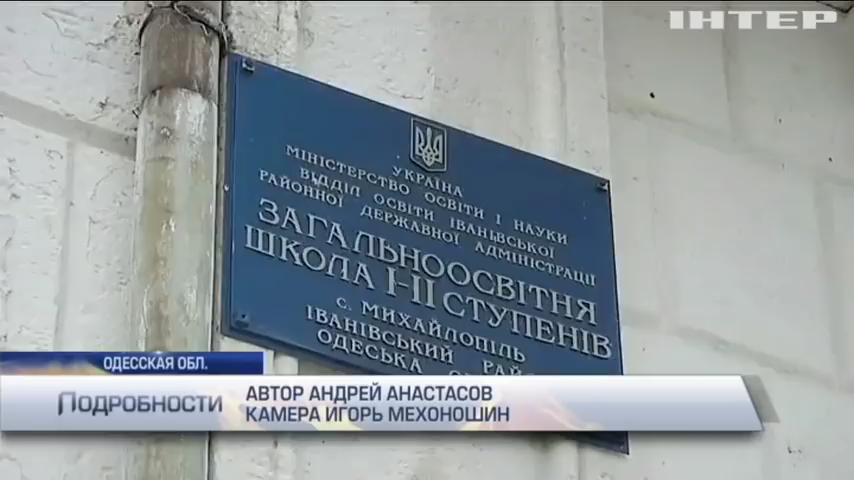 ІНТЕР
УКРАЇНА
МІНІСТЕРСТВО ОСВІТИ І НАУКИ
ВІДДІЛ ОСВІТИ ІВАНІВСЬКОЇ
РАЙОННОЇ ДЕРЖАВНОЇ АДМІНІСТРАЦІЇ
ЗАГАЛЬНООСВІТНЯ
ШКОЛА І-ІІ СТУПЕНІВ
С. МИХАЙЛОПІЛЬ
ІВАНІВСЬКИЙ РАЙ
ОДЕСЬКА
ОДЕССКАЯ ОБЛ.
ПОДРОБНОСТИ
АВТОР АНДРЕЙ АНАСТАСОВ
КАМЕРА ИГОРЬ МЕХОНОШИН